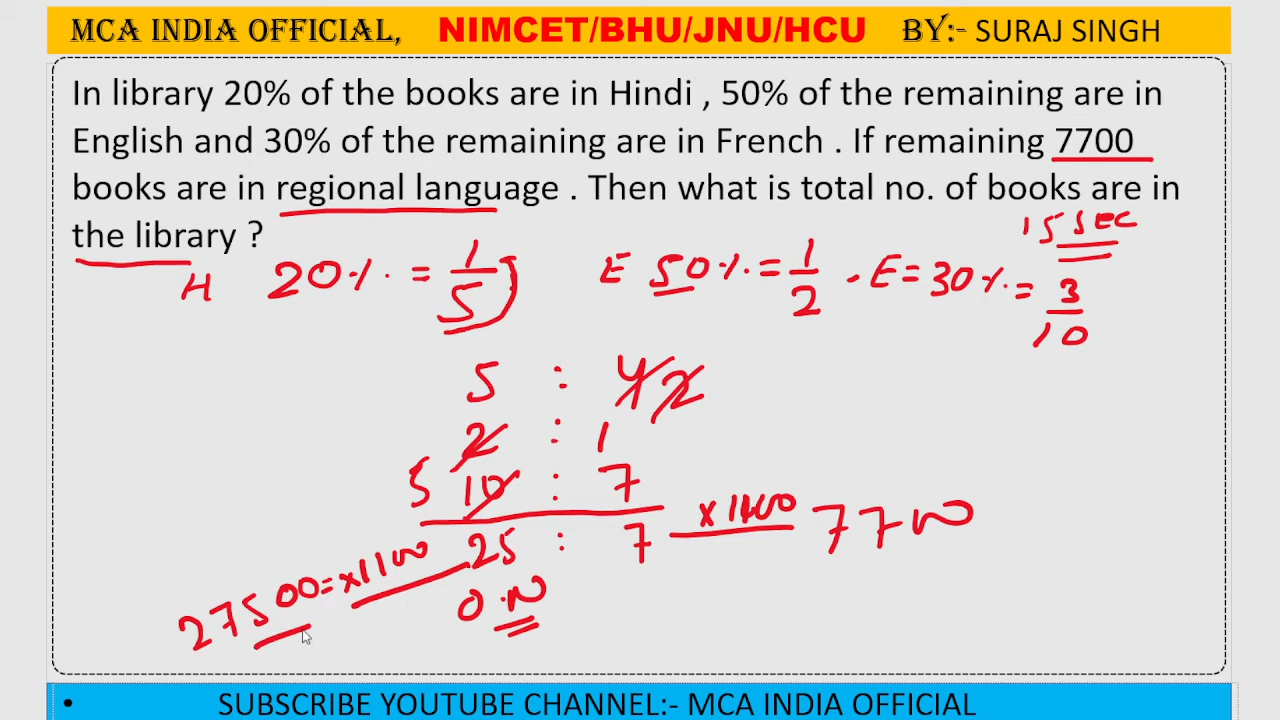 MCA INDIA OFFICIAL, NIMCET/BHU/JNU/HCU BY:- SURAJ SINGH
In library 20% of the books are in Hindi , 50% of the remaining are in
English and 30% of the remaining are in French . If remaining 7700
books are in regional language . Then what is total no. of books are in
the library ?
15 SEC
H 20% = 1/5 E 50% = 1/2 . E = 30% = 3/10
5 : 4 2
2 : 1
5 10 : 7
25 : 7 x1100 7700
27500 = x1100
O.N
• SUBSCRIBE YOUTUBE CHANNEL:- MCA INDIA OFFICIAL